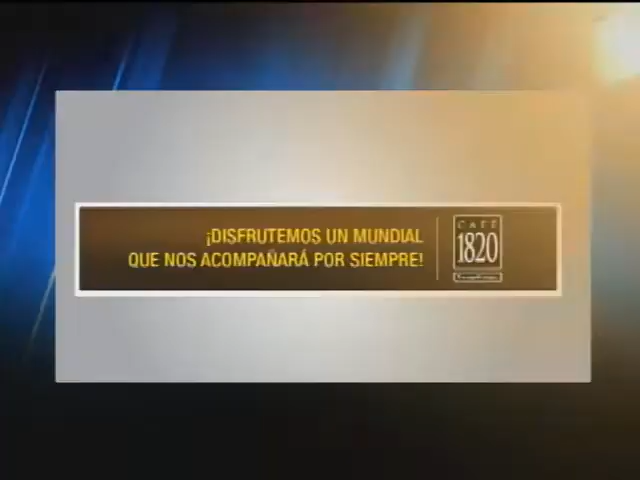 ¡DISFRUTEMOS UN MUNDIAL
QUE NOS ACOMPAÑARÁ POR SIEMPRE!
CAFÉ
1820